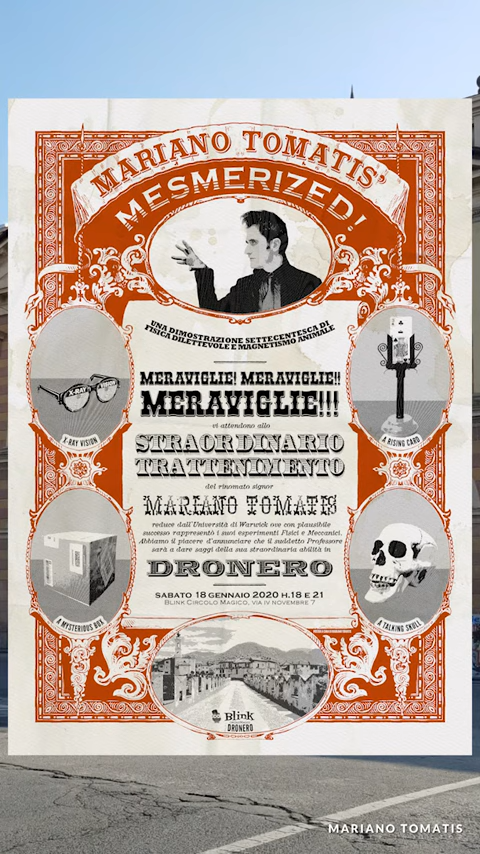 MARIANO TOMATIS'
MESMERIZED!
UNA DIMOSTRAZIONE SETTECENTESCA DI
FISICA DILETTEVOLE E MAGNETISMO ANIMALE
MERAVIGLIE! MERAVIGLIE!!
MERAVIGLIE!!!
vi attendono allo
STRAORDINARIO
TRATTENIMENTO
del rinomato signor
MARIANO TOMATIS
reduce dall'Università di Warwick ove con plausibile
successo rappresentò i suoi esperimenti Fisici e Meccanici.
Abbiamo il piacere d'annunciare che il suddetto Professore
sarà a dare saggi della sua straordinaria abilità in
DRONERO
SABATO 18 GENNAIO 2020 H.18 E 21
BLINK CIRCOLO MAGICO, VIA IV NOVEMBRE 7
X-RAY VISION
X-RAY VISION
A RISING CARD
A MYSTERIOUS BOX
A TALKING SKULL
Blink
DRONERO
MARIANO TOMATIS